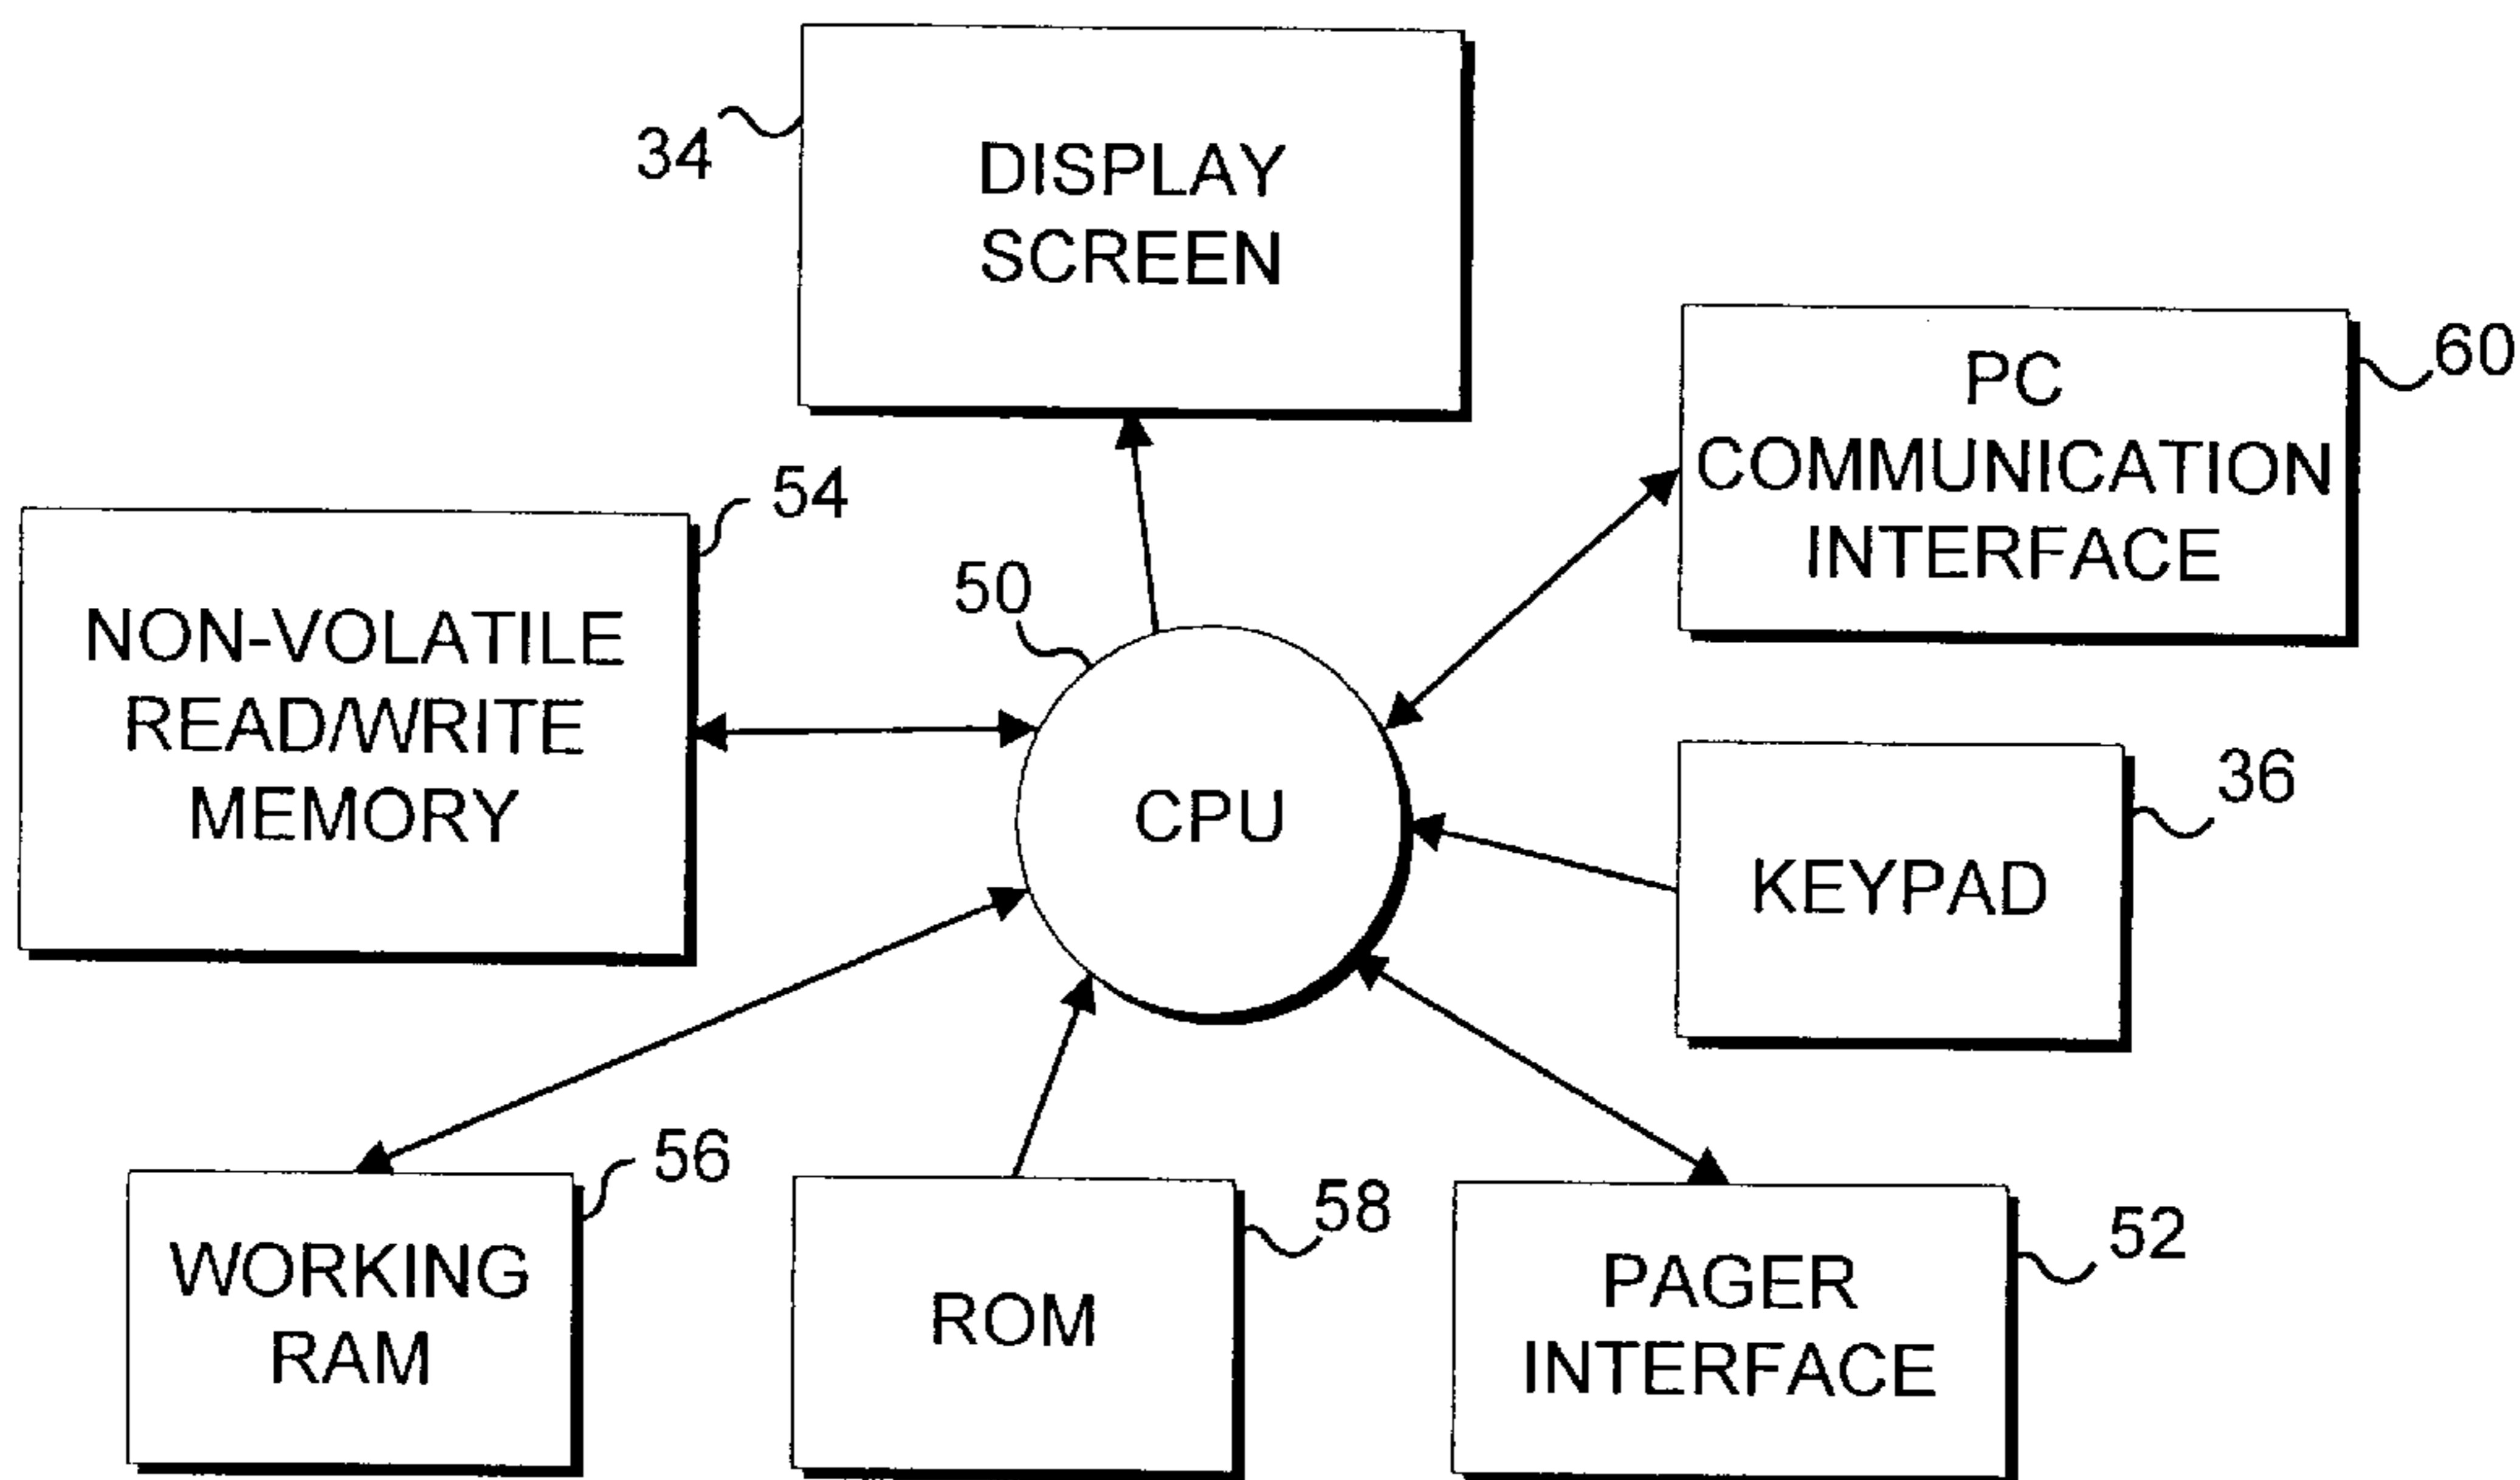 34
DISPLAY
SCREEN
PC
COMMUNICATION
INTERFACE
60
54
NON-VOLATILE
READ/WRITE
MEMORY
50
CPU
36
KEYPAD
56
WORKING
RAM
58
ROM
52
PAGER
INTERFACE